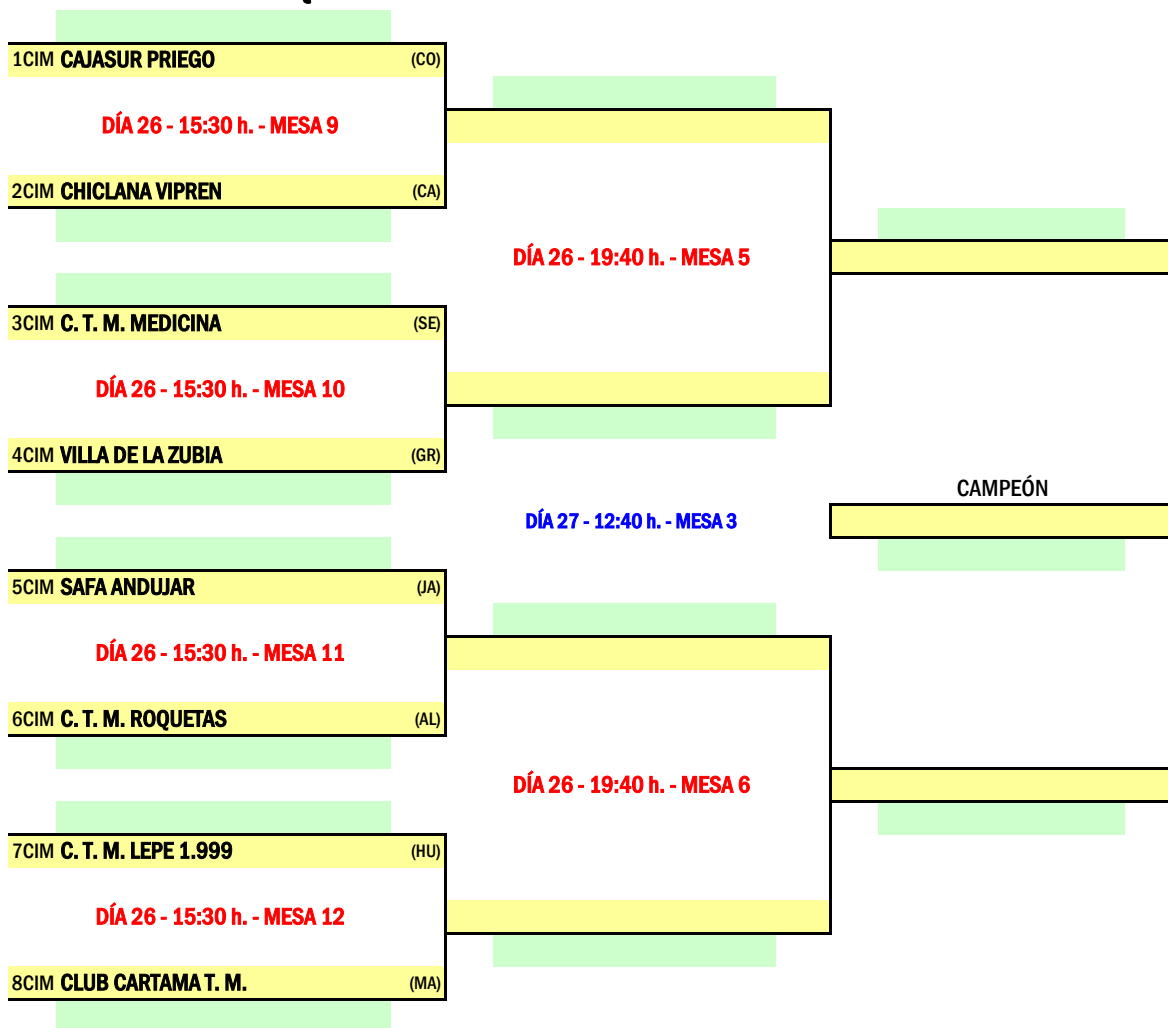 1CIM CAJASUR PRIEGO (CO)
DÍA 26 - 15:30 h. - MESA 9
2CIM CHICLANA VIPREN (CA)
DÍA 26 - 19:40 h. - MESA 5
3CIM C. T. M. MEDICINA (SE)
DÍA 26 - 15:30 h. - MESA 10
4CIM VILLA DE LA ZUBIA (GR)
CAMPEÓN
DÍA 27 - 12:40 h. - MESA 3
5CIM SAFA ANDUJAR (JA)
DÍA 26 - 15:30 h. - MESA 11
6CIM C. T. M. ROQUETAS (AL)
DÍA 26 - 19:40 h. - MESA 6
7CIM C. T. M. LEPE 1.999 (HU)
DÍA 26 - 15:30 h. - MESA 12
8CIM CLUB CARTAMA T. M. (MA)